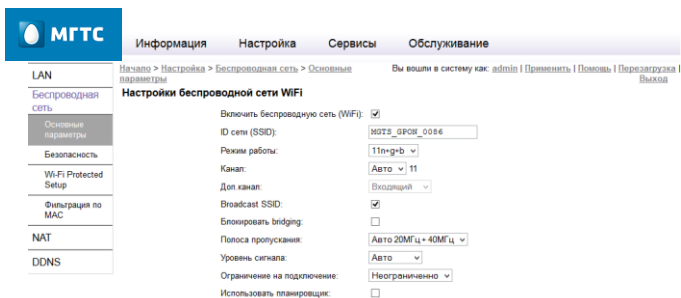 МГТС
Информация Настройка Сервисы Обслуживание
Начало > Настройка > Беспроводная сеть > Основные параметры
Вы вошли в систему как: admin | Применить | Помощь | Перезагрузка |
Выход
LAN
Беспроводная
сеть
Основные
параметры
Безопасность
Wi-Fi Protected
Setup
Фильтрация по
MAC
NAT
DDNS
Настройки беспроводной сети WiFi
Включить беспроводную сеть (WiFi):
ID сети (SSID): MGTS_GPON_0086
Режим работы: 11n+g+b
Канал: Авто 11
Доп.канал: Входящий
Broadcast SSID:
Блокировать bridging:
Полоса пропускания: Авто 20МГц + 40МГц
Уровень сигнала: Авто
Ограничение на подключение: Неограниченно
Использовать планировщик: